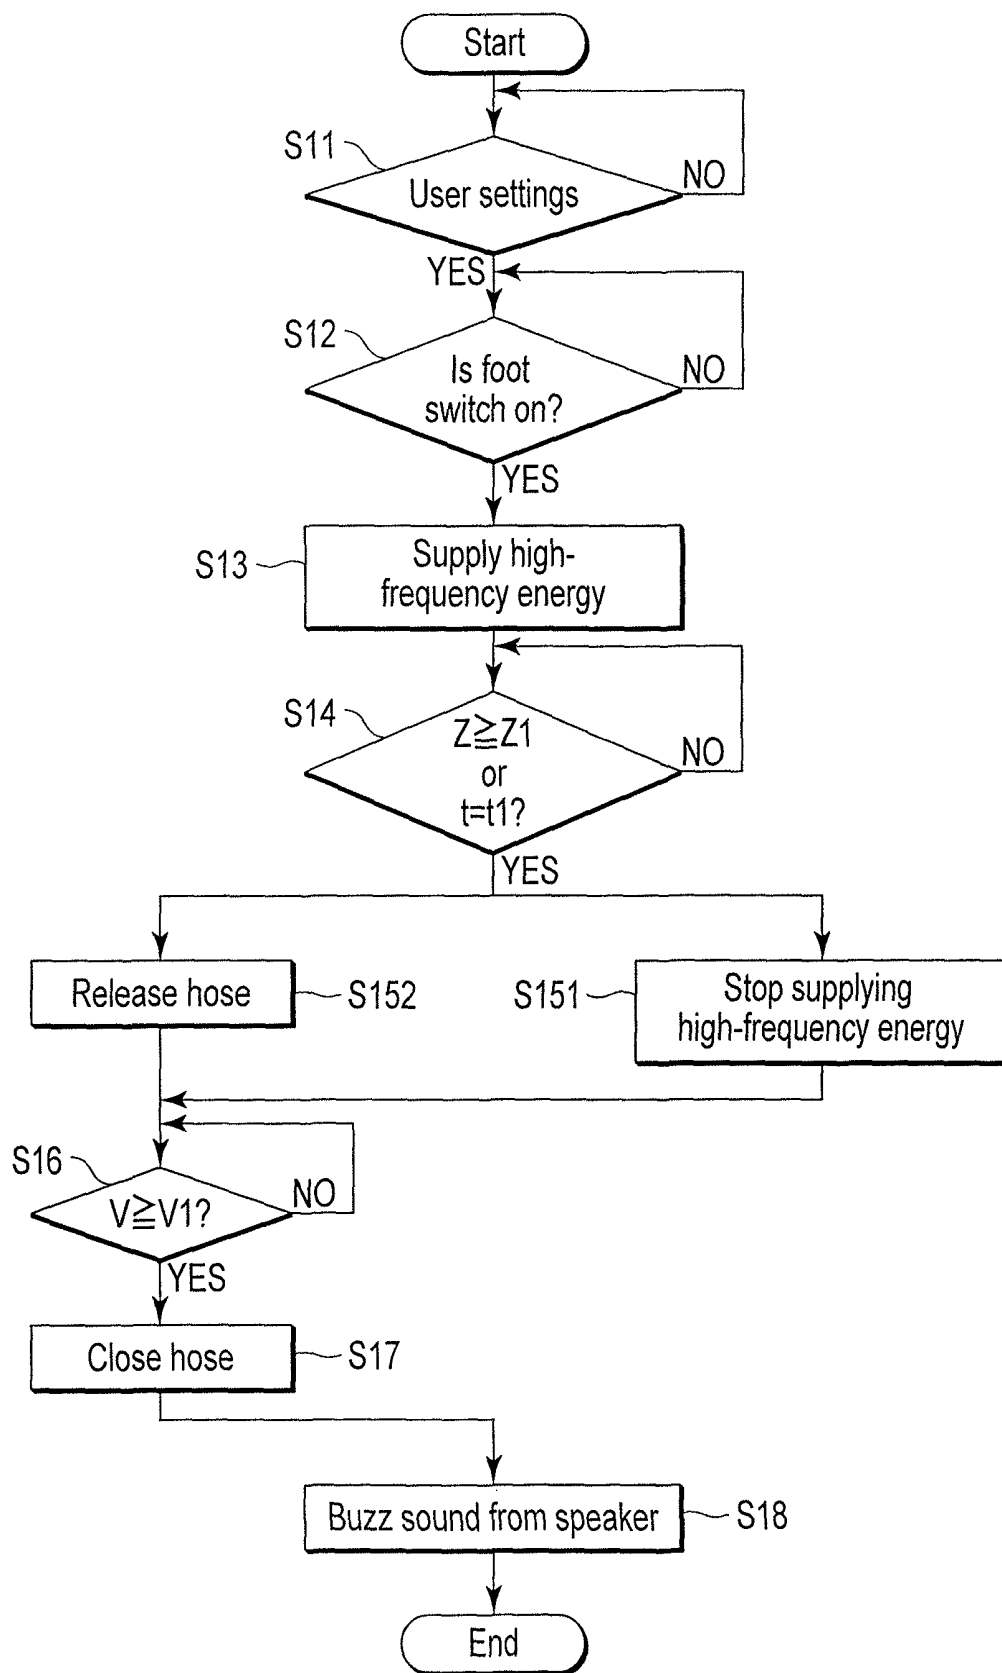 Start
S11
User settings
NO
YES
S12
Is foot
switch on?
NO
YES
S13
Supply high-
frequency energy
S14
Z≧Z1
or
t=t1?
NO
YES
Release hose
S152
S151
Stop supplying
high-frequency energy
S16
V≧V1?
NO
YES
Close hose
S17
Buzz sound from speaker
S18
End